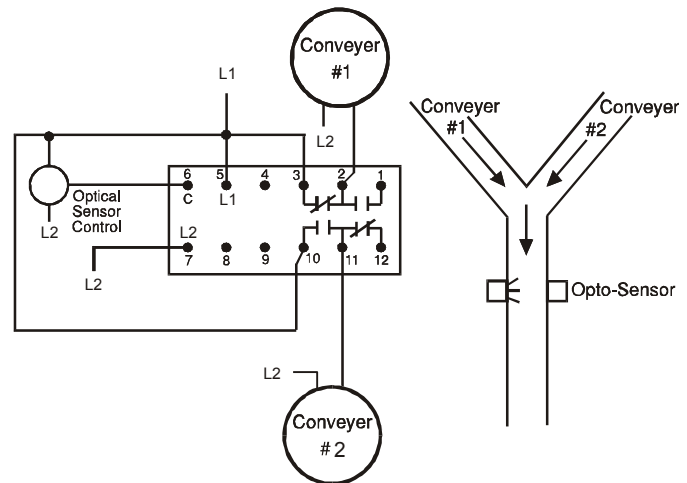 Conveyer
#1
L1
L2
Conveyer
#1
Conveyer
#2
6
5
4
3
2
1
C
L1
Optical
Sensor
Control
L2
L2
7
8
9
10
11
12
L2
Opto-Sensor
L2
Conveyer
#2